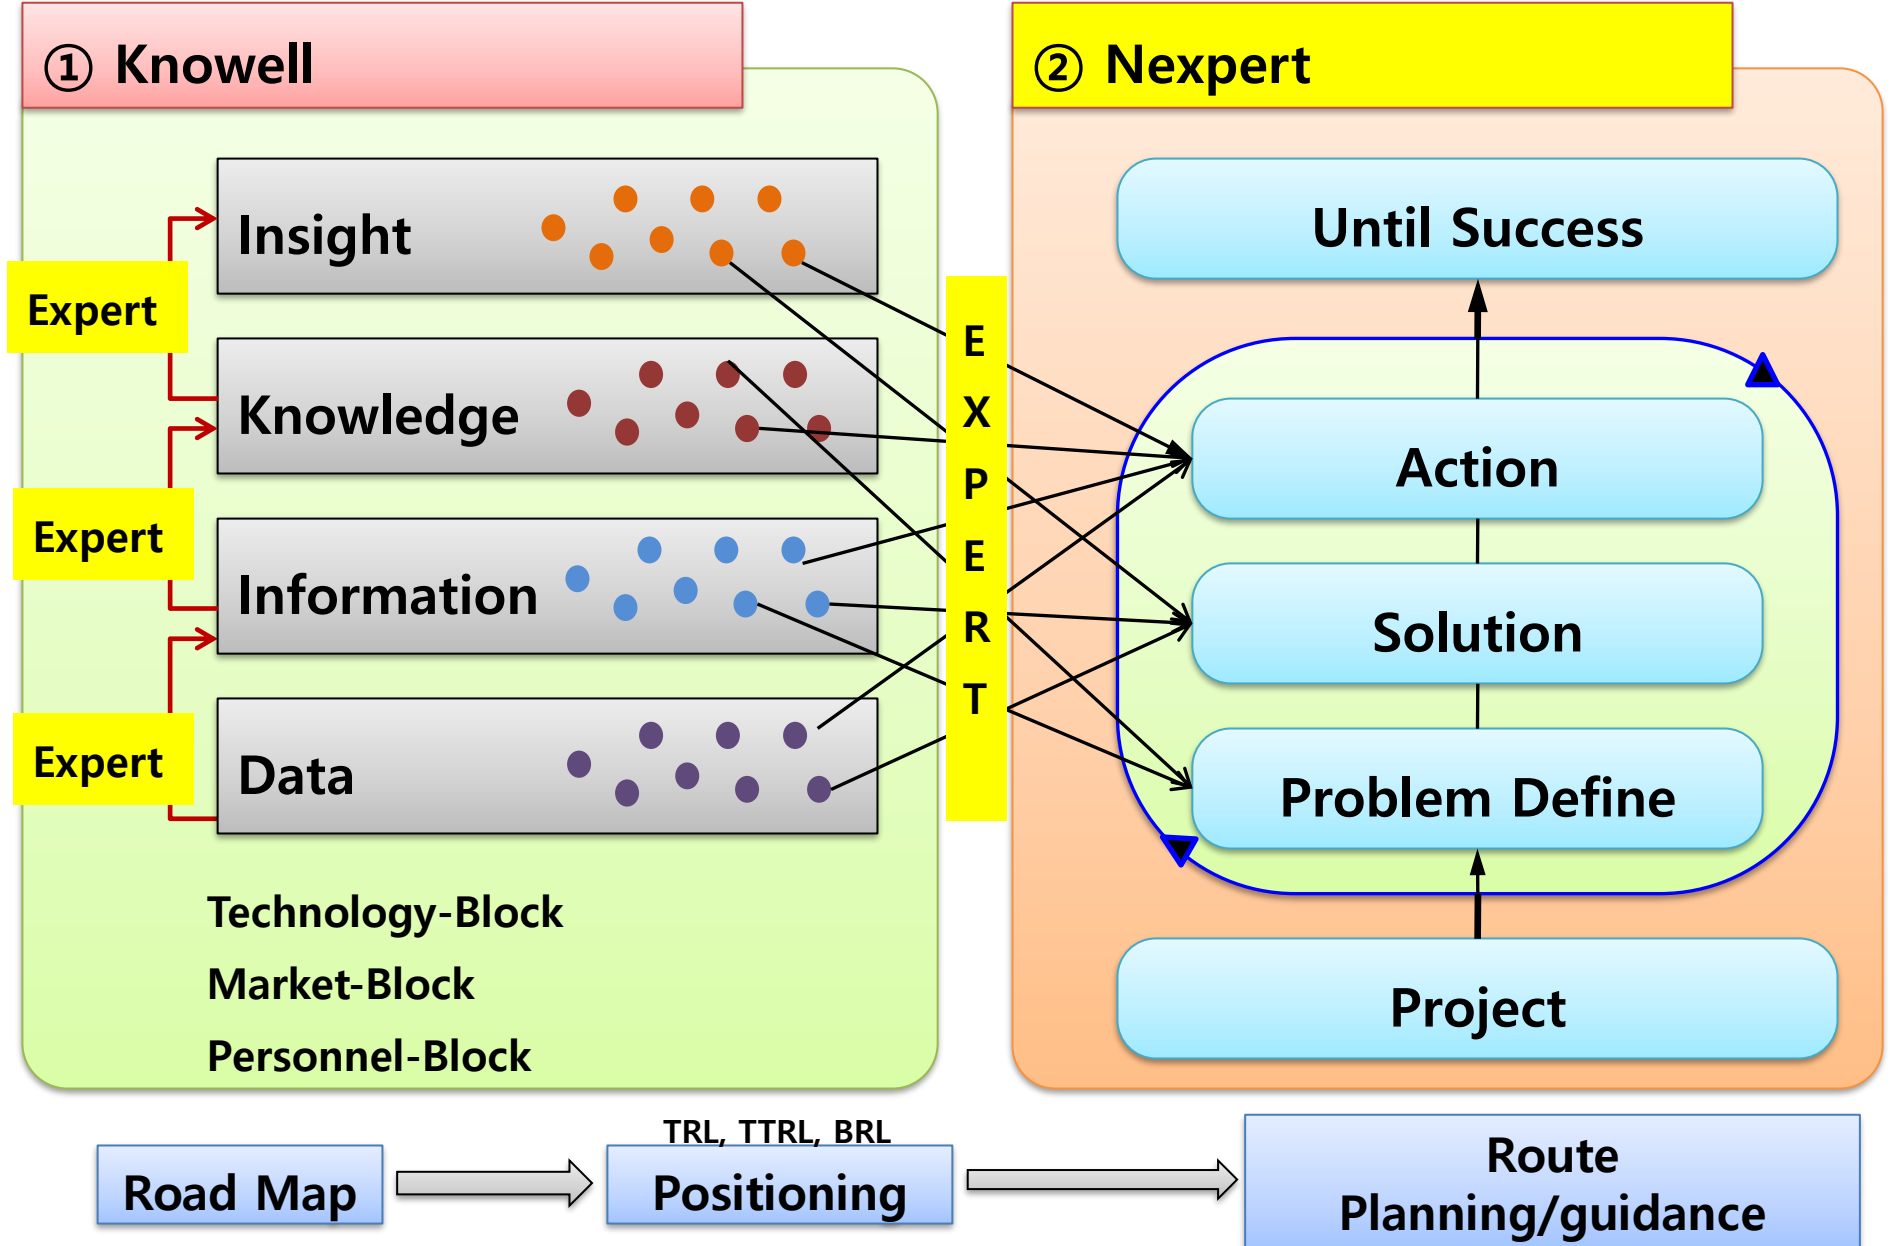 ① Knowell
Insight
Expert
Knowledge
Expert
Information
Expert
Data
Technology-Block
Market-Block
Personnel-Block
E
X
P
E
R
T
② Nexpert
Until Success
Action
Solution
Problem Define
Project
Road Map
TRL, TTRL, BRL
Positioning
Route
Planning/guidance